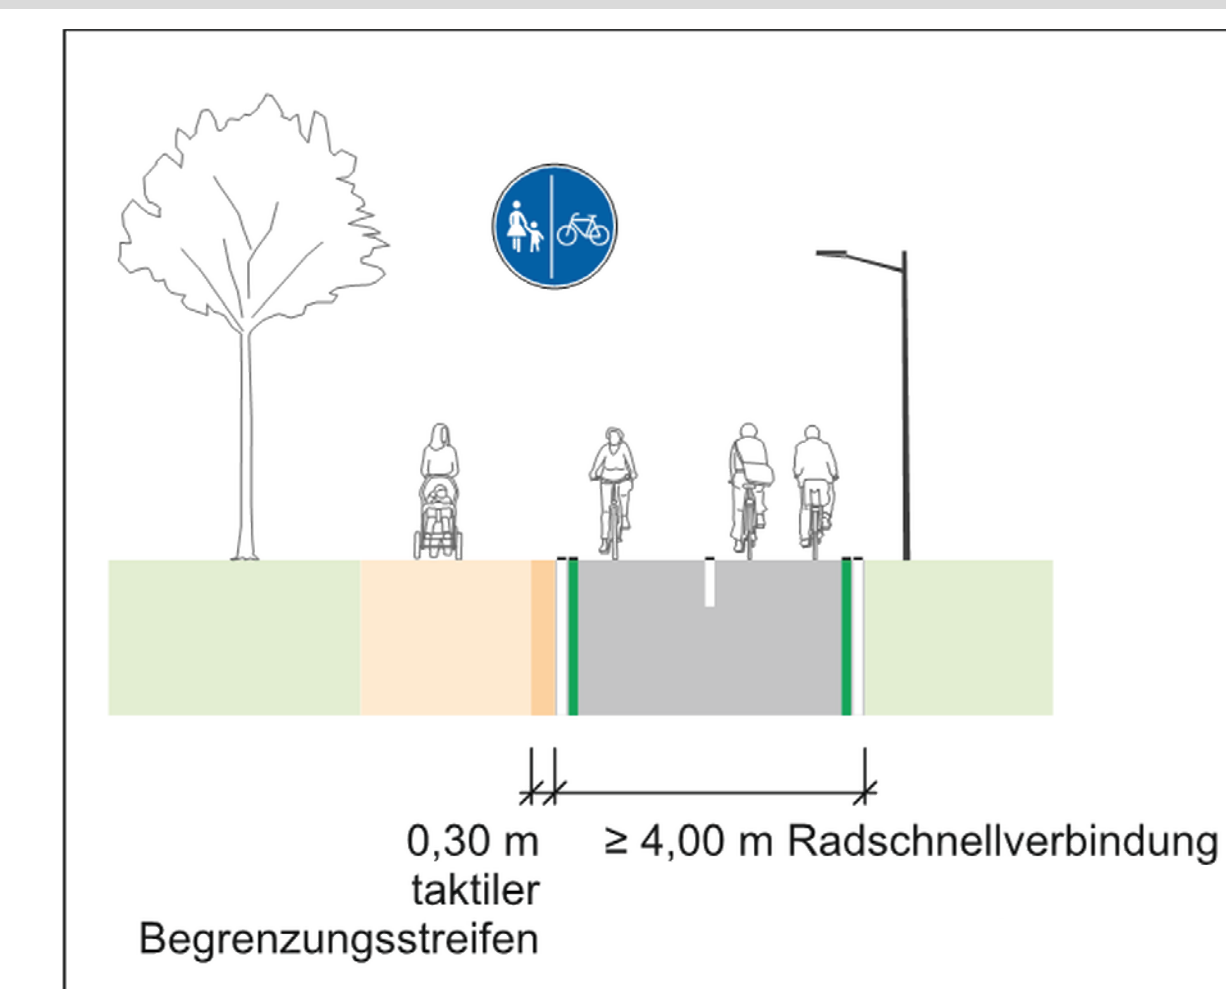 0,30 m
taktiler
Begrenzungsstreifen
≥ 4,00 m Radschnellverbindung